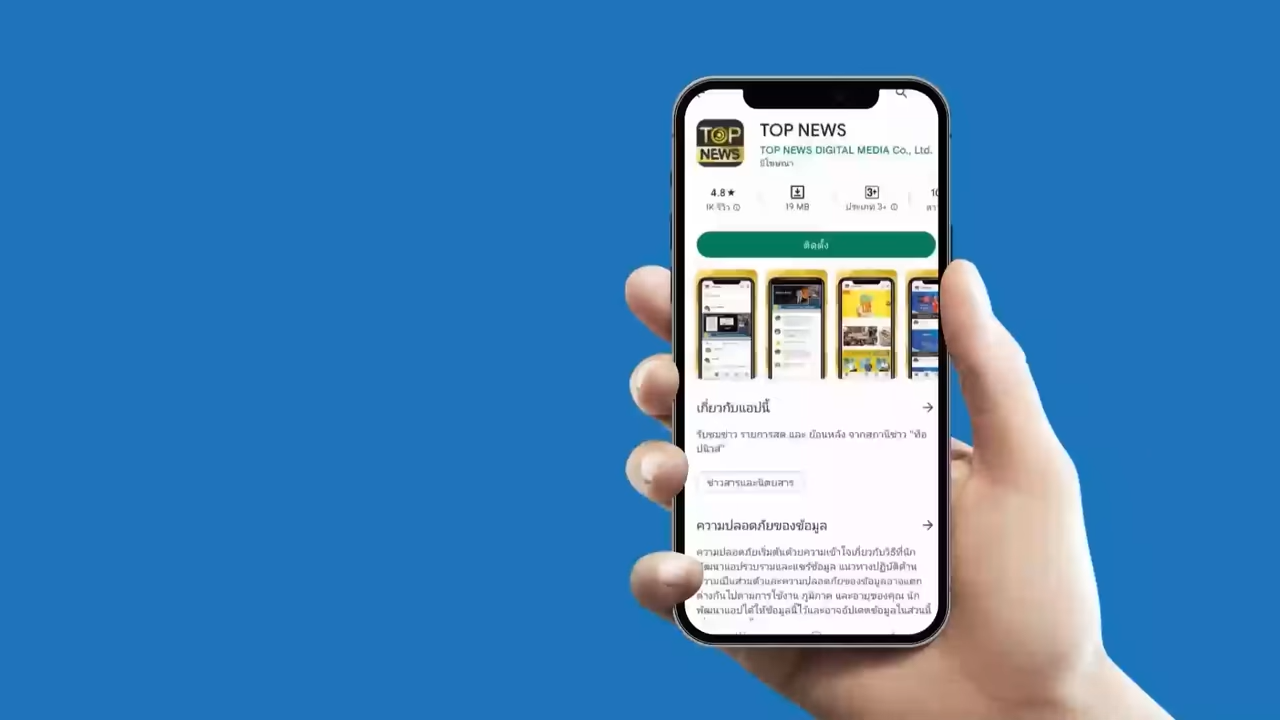 TOP NEWS
TOP NEWS
TOP NEWS DIGITAL MEDIA Co., Ltd.
มีโฆษณา
4.8★
1K รีวิว
19 MB
3+
ประเภท 3+
ติดตั้ง
เกี่ยวกับแอปนี้
รับชมข่าว รายการสด และ ย้อนหลัง จากสถานีข่าว "ท็อ
ปนิวส์"
ข่าวสารและนิตยสาร
ความปลอดภัยของข้อมูล
ความปลอดภัยเริ่มต้นด้วยความเข้าใจเกี่ยวกับวิธีที่นัก
พัฒนาแอปรวบรวมและแชร์ข้อมูล แนวทางปฏิบัติด้าน
ความเป็นส่วนตัวและความปลอดภัยของข้อมูลอาจแตก
ต่างกันไปตามการใช้งาน ภูมิภาค และอายุของคุณ นัก
พัฒนาแอปได้ให้ข้อมูลนี้ไว้และอาจอัปเดตข้อมูลในส่วนนี้